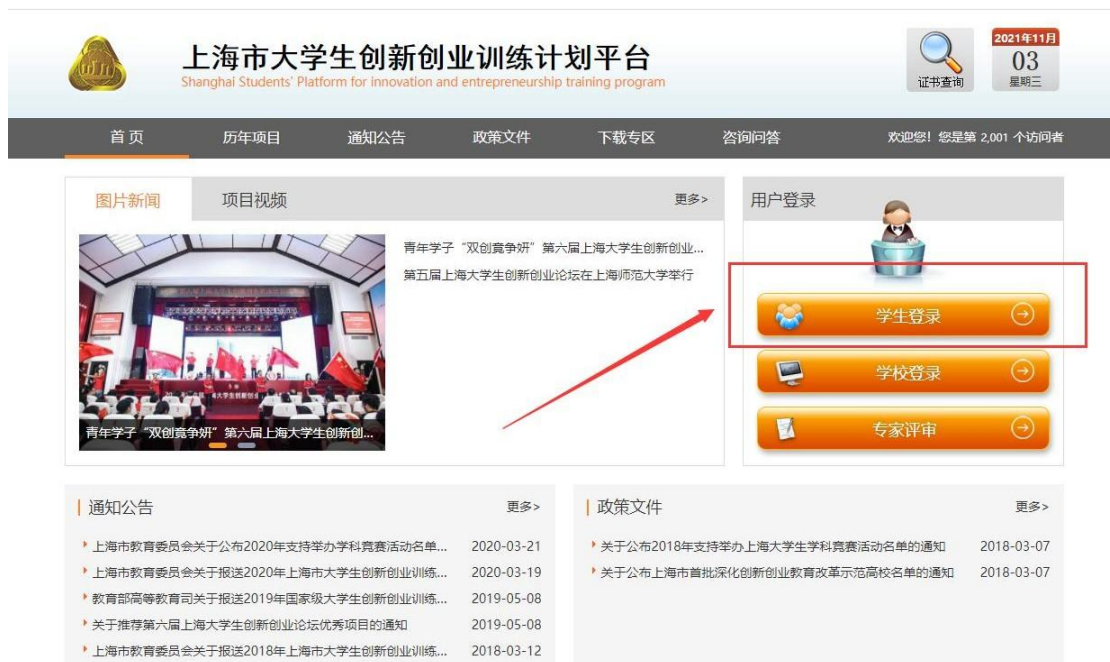 上海市大学生创新创业训练计划平台
Shanghai Students' Platform for innovation and entrepreneurship training program
证书查询
2021年11月
03
星期三
首 页
历年项目
通知公告
政策文件
下载专区
咨询问答
欢迎您！您是第 2,001 个访问者
图片新闻
项目视频
更多>
青年学子“双创竟争妍”第六届上海大学生创新创业...
第五届上海大学生创新创业论坛在上海师范大学举行
青年学子“双创竟争妍”第六届上海大学生创新创...
用户登录
学生登录
学校登录
专家评审
通知公告
更多>
上海市教育委员会关于公布2020年支持举办学科竞赛活动名单... 2020-03-21
上海市教育委员会关于报送2020年上海市大学生创新创业训练... 2020-03-19
教育部高等教育司关于报送2019年国家级大学生创新创业训练... 2019-05-08
关于推荐第六届上海大学生创新创业论坛优秀项目的通知 2019-05-08
上海市教育委员会关于报送2018年上海市大学生创新创业训练... 2018-03-12
政策文件
更多>
关于公布2018年支持举办上海大学生学科竞赛活动名单的通知 2018-03-07
关于公布上海市首批深化创新创业教育改革示范高校名单的通知 2018-03-07